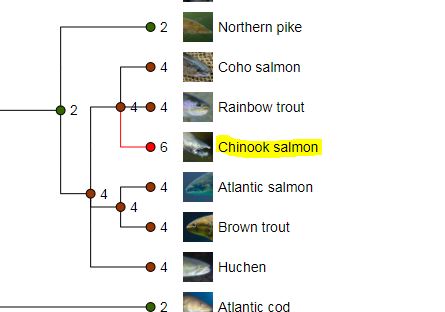 2 Northern pike
4 Coho salmon
2
4 4 Rainbow trout
6 Chinook salmon
4 Atlantic salmon
4
4
4 Brown trout
4 Huchen
2 Atlantic cod